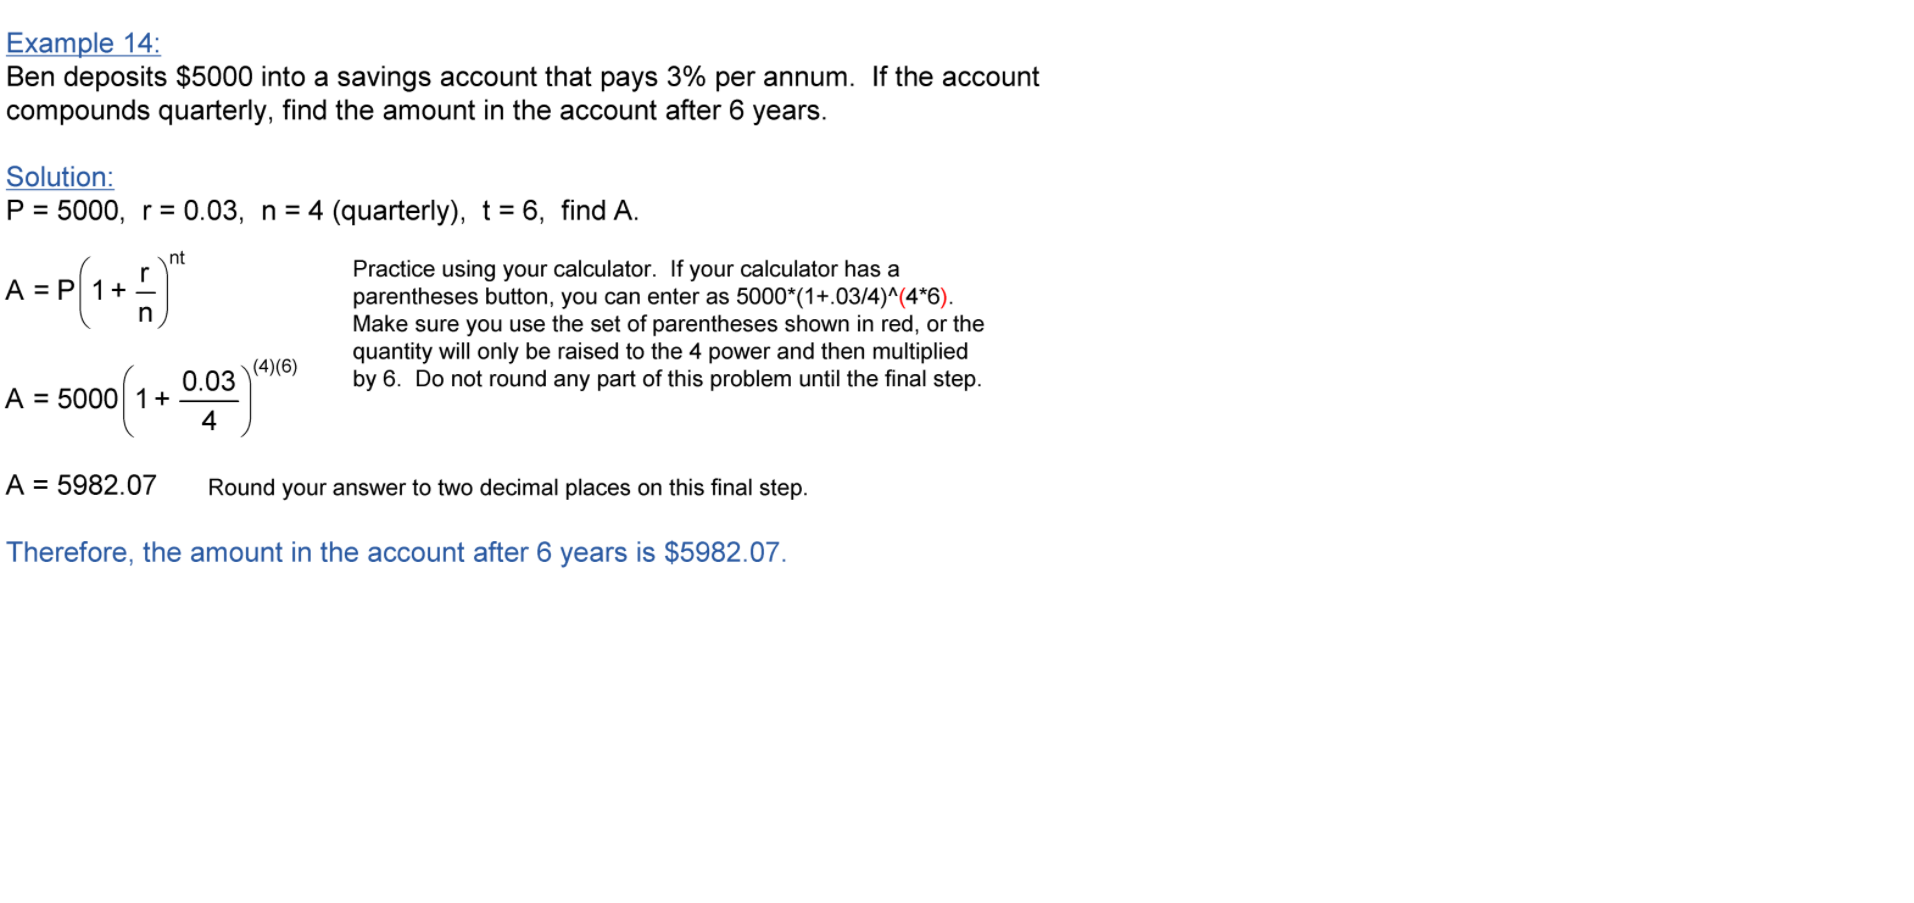 Example 14:
Ben deposits $5000 into a savings account that pays 3% per annum.  If the account
compounds quarterly, find the amount in the account after 6 years.
Solution:
P = 5000,  r = 0.03,  n = 4 (quarterly),  t = 6,  find A.
A = P(1 + r/n)^nt
Practice using your calculator.  If your calculator has a
parentheses button, you can enter as 5000*(1+.03/4)^(4*6).
Make sure you use the set of parentheses shown in red, or the
quantity will only be raised to the 4 power and then multiplied
by 6.  Do not round any part of this problem until the final step.
A = 5000(1 + 0.03/4)^(4)(6)
A = 5982.07    Round your answer to two decimal places on this final step.
Therefore, the amount in the account after 6 years is $5982.07.